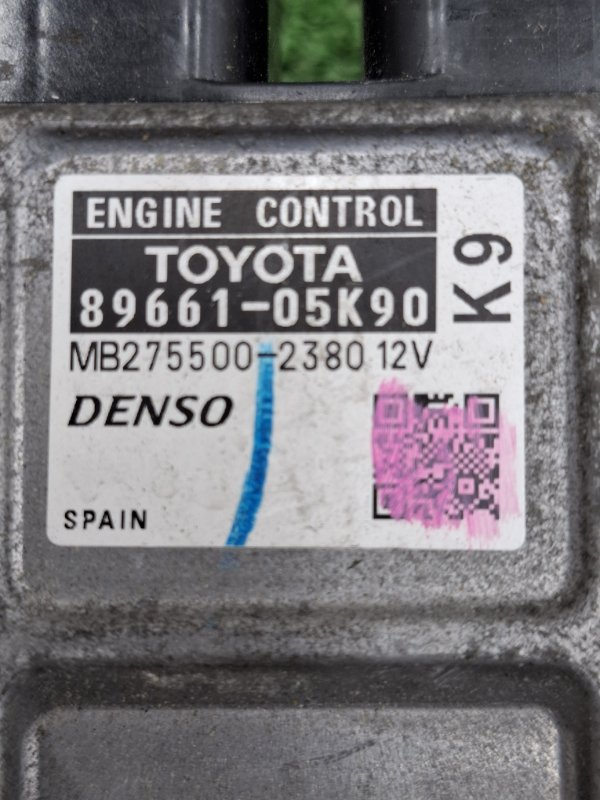 ENGINE CONTROL
TOYOTA
89661-05K90
K9
MB275500-2380 12V
DENSO
SPAIN